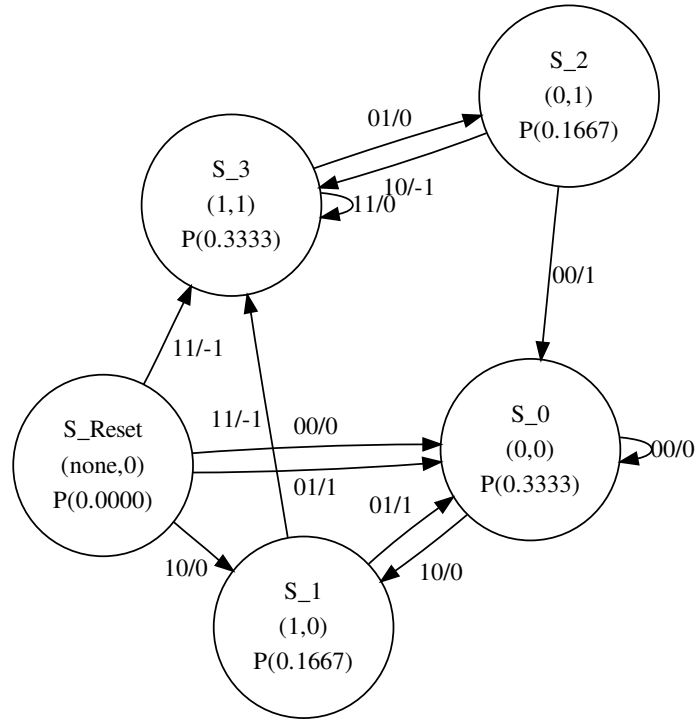 S_2
(0,1)
P(0.1667)
01/0
S_3
(1,1)
P(0.3333)
10/-1
11/0
00/1
11/-1
S_Reset
(none,0)
P(0.0000)
11/-1
00/0
01/1
S_0
(0,0)
P(0.3333)
00/0
01/1
10/0
10/0
S_1
(1,0)
P(0.1667)